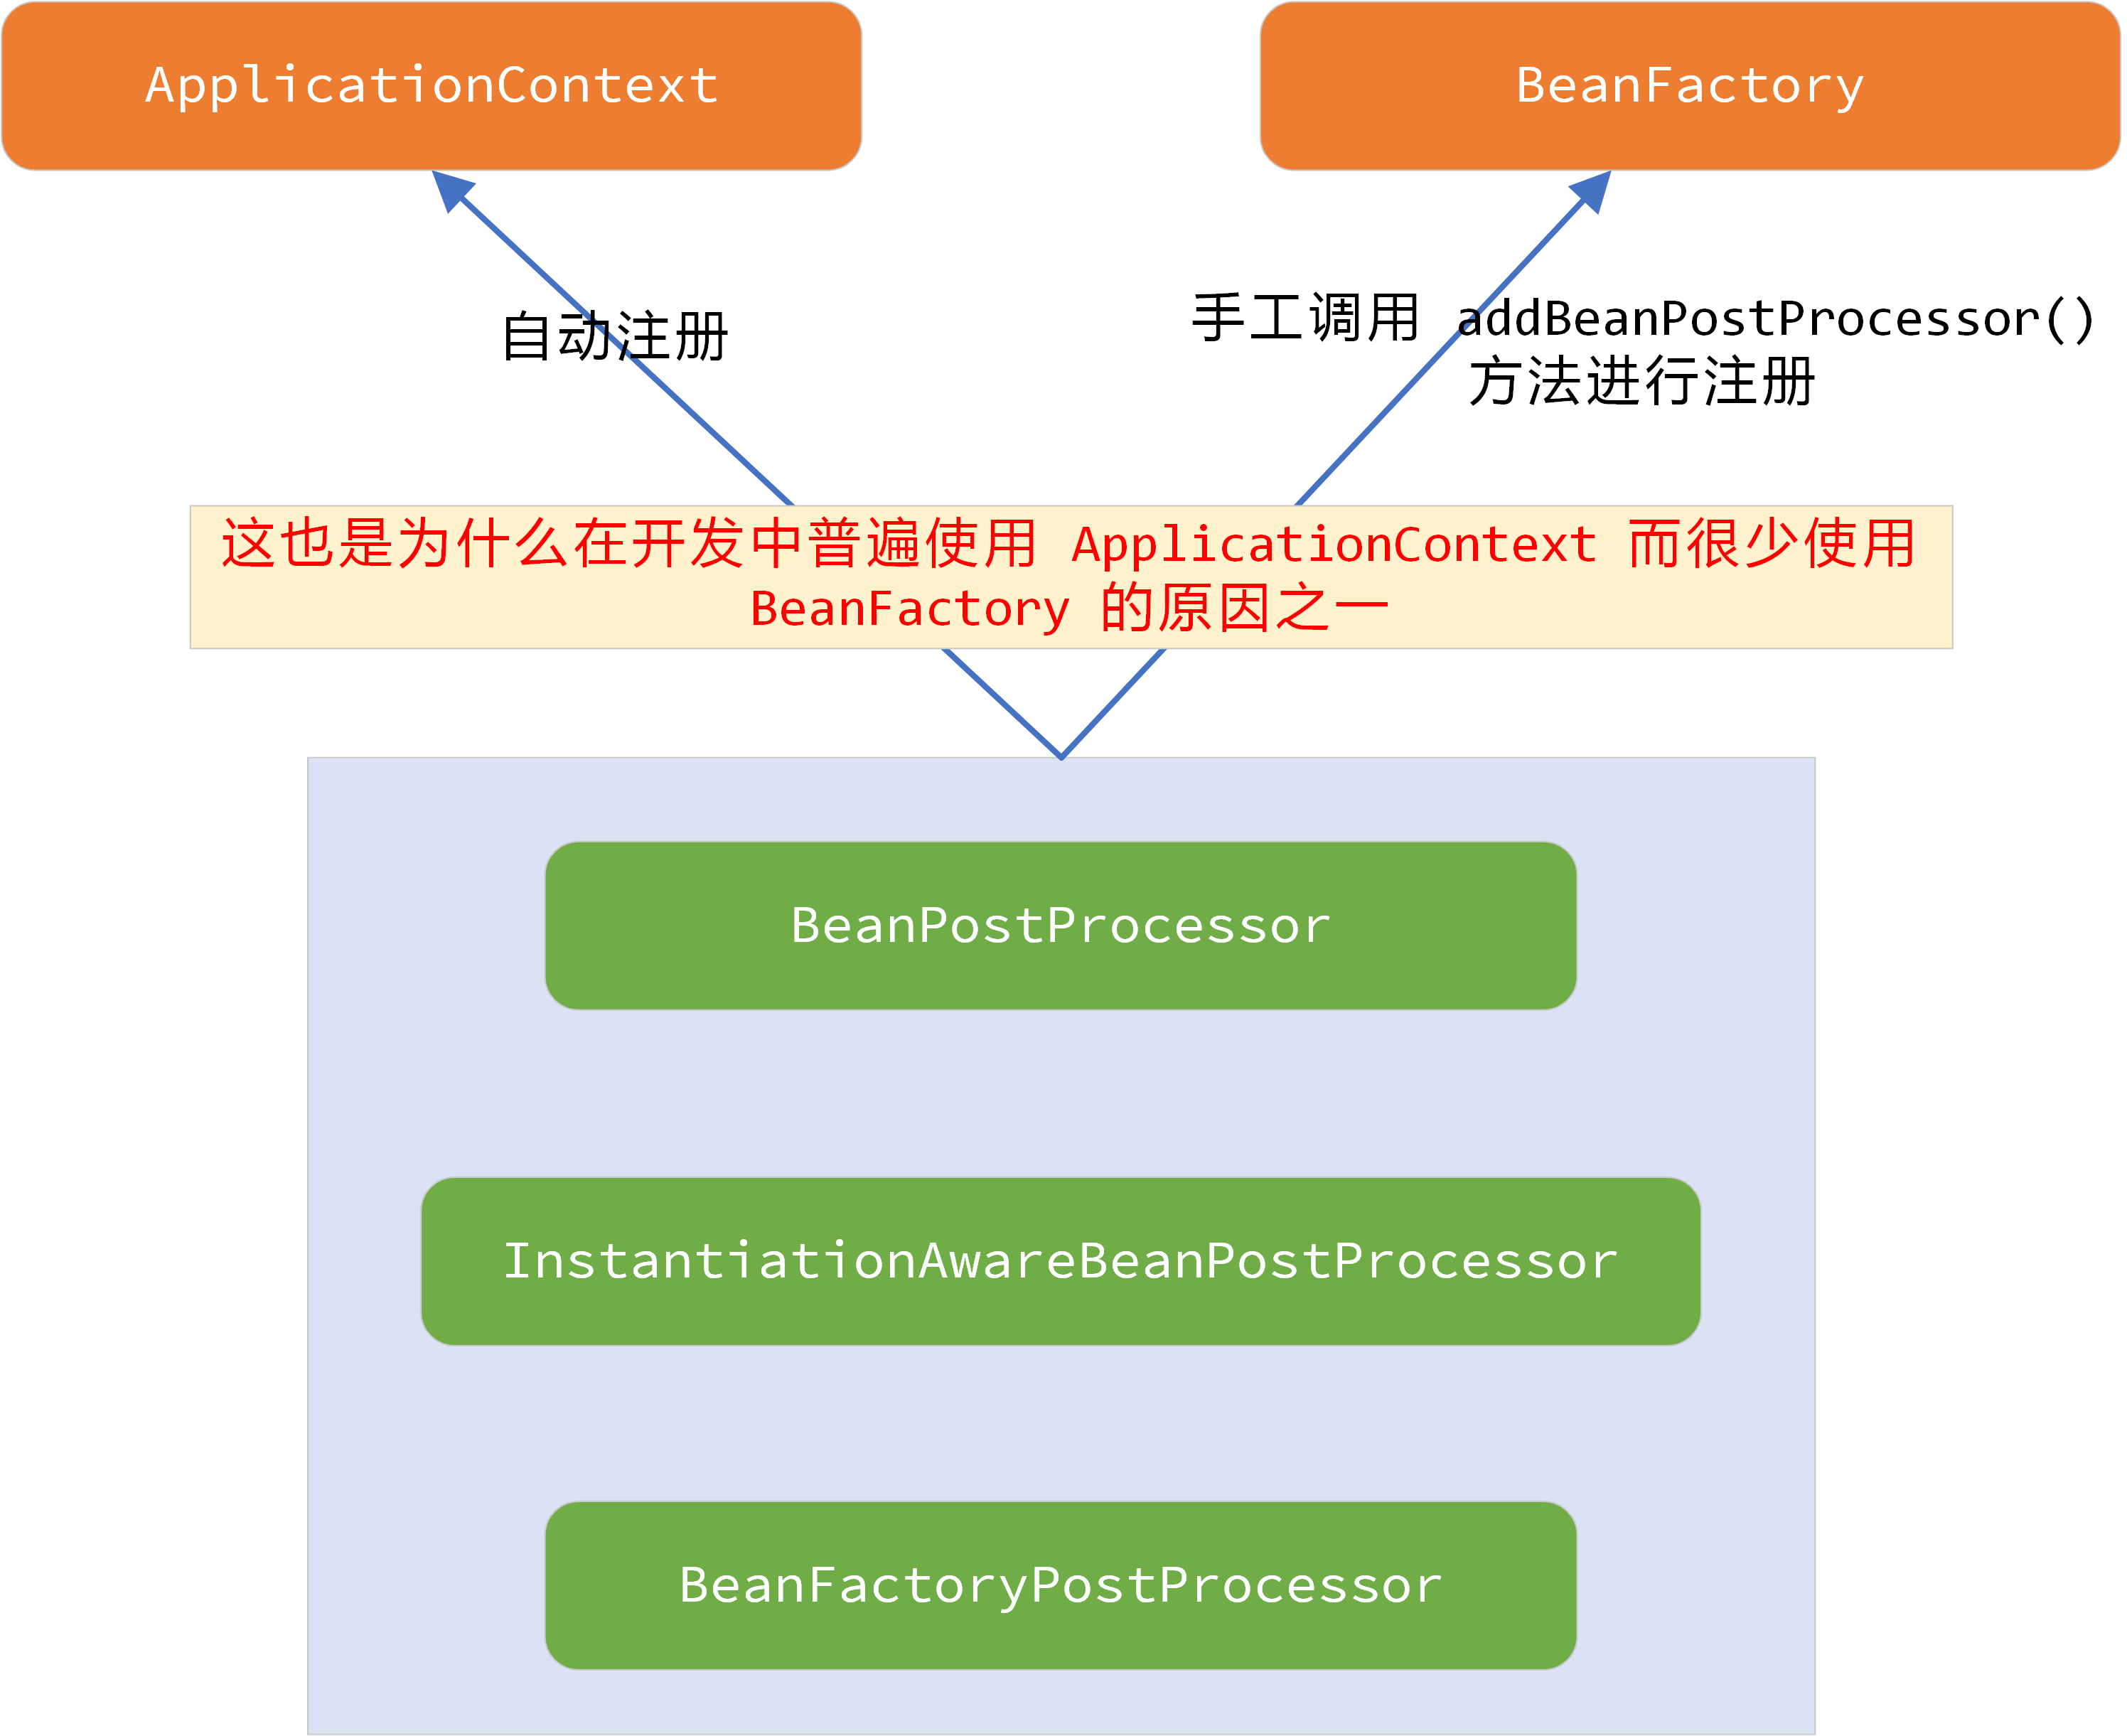 ApplicationContext
BeanFactory
自动注册
手工调用 addBeanPostProcessor()
方法进行注册
这也是为什么在开发中普遍使用 ApplicationContext 而很少使用
BeanFactory 的原因之一
BeanPostProcessor
InstantiationAwareBeanPostProcessor
BeanFactoryPostProcessor